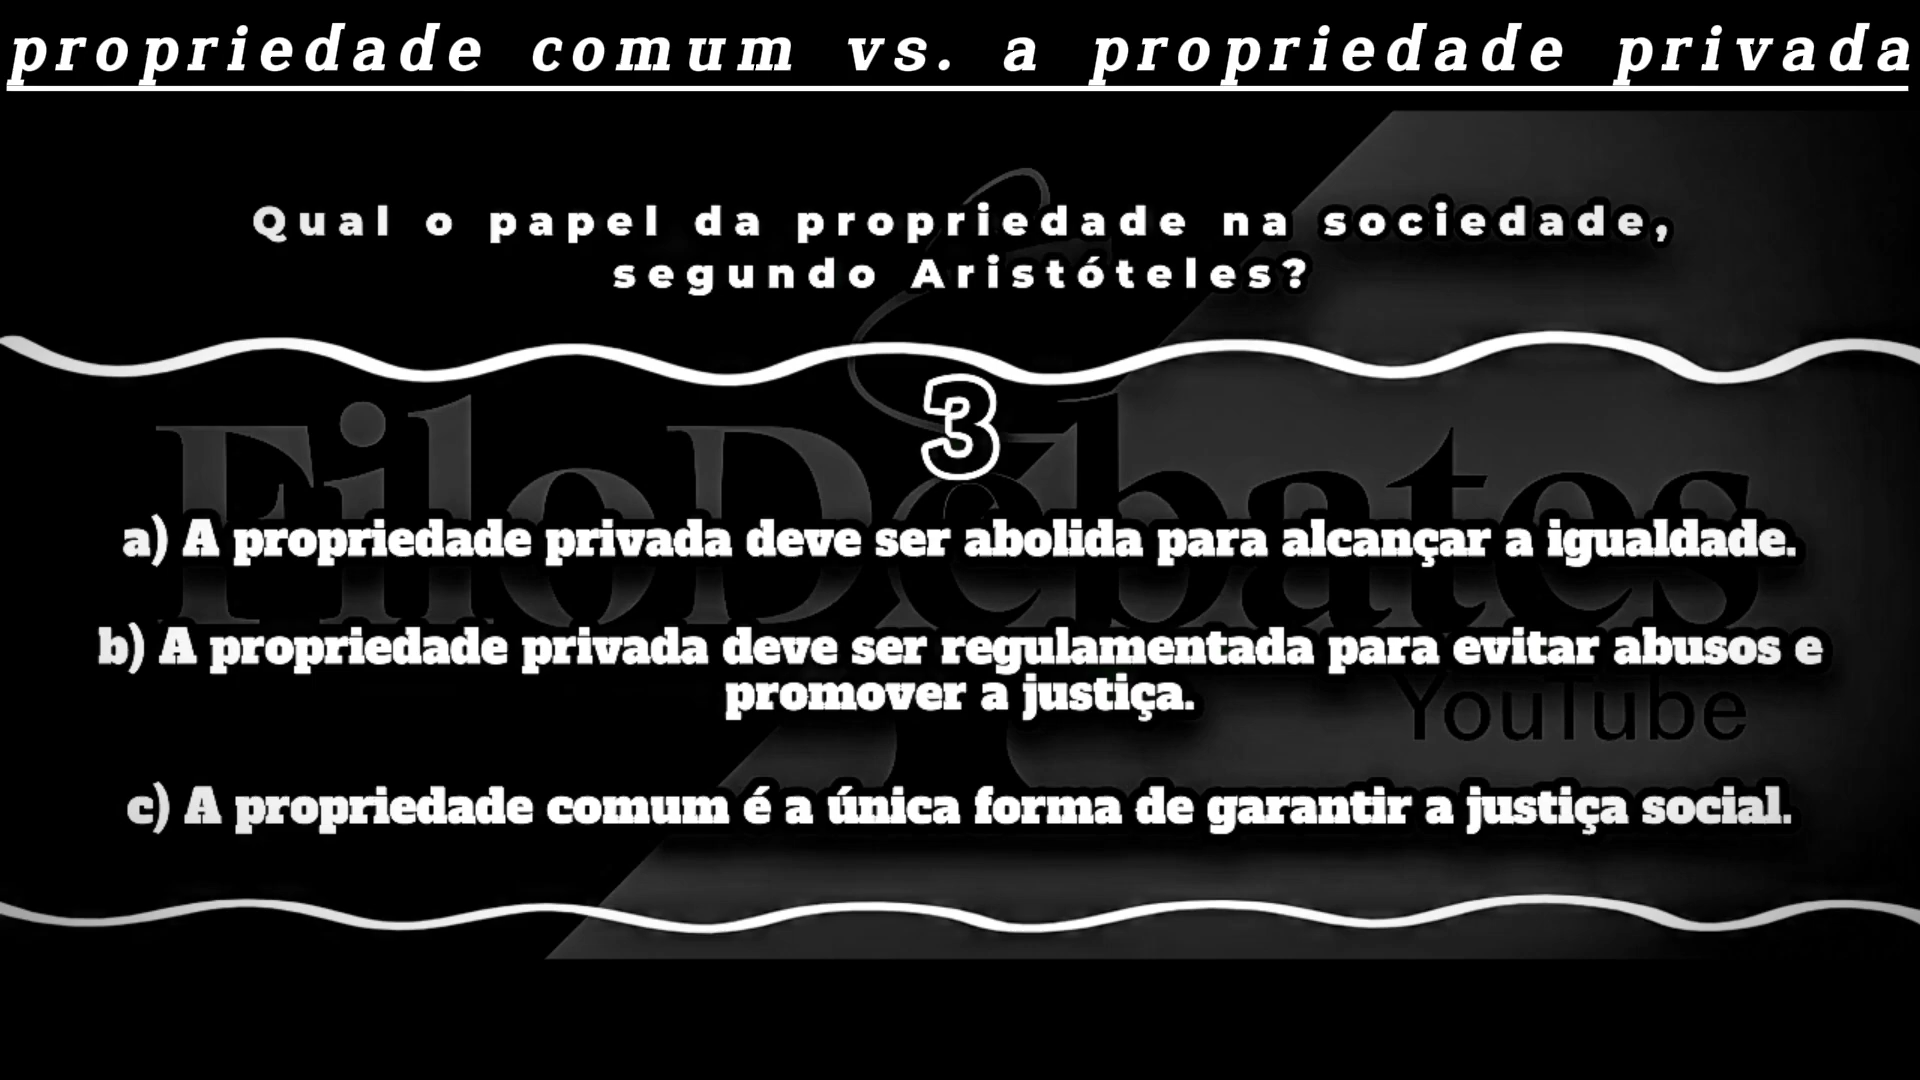 propriedade comum vs. a propriedade privada
Qual o papel da propriedade na sociedade,
segundo Aristóteles?
3
FiloDebates
a) A propriedade privada deve ser abolida para alcançar a igualdade.
b) A propriedade privada deve ser regulamentada para evitar abusos e
promover a justiça.
YouTube
c) A propriedade comum é a única forma de garantir a justiça social.